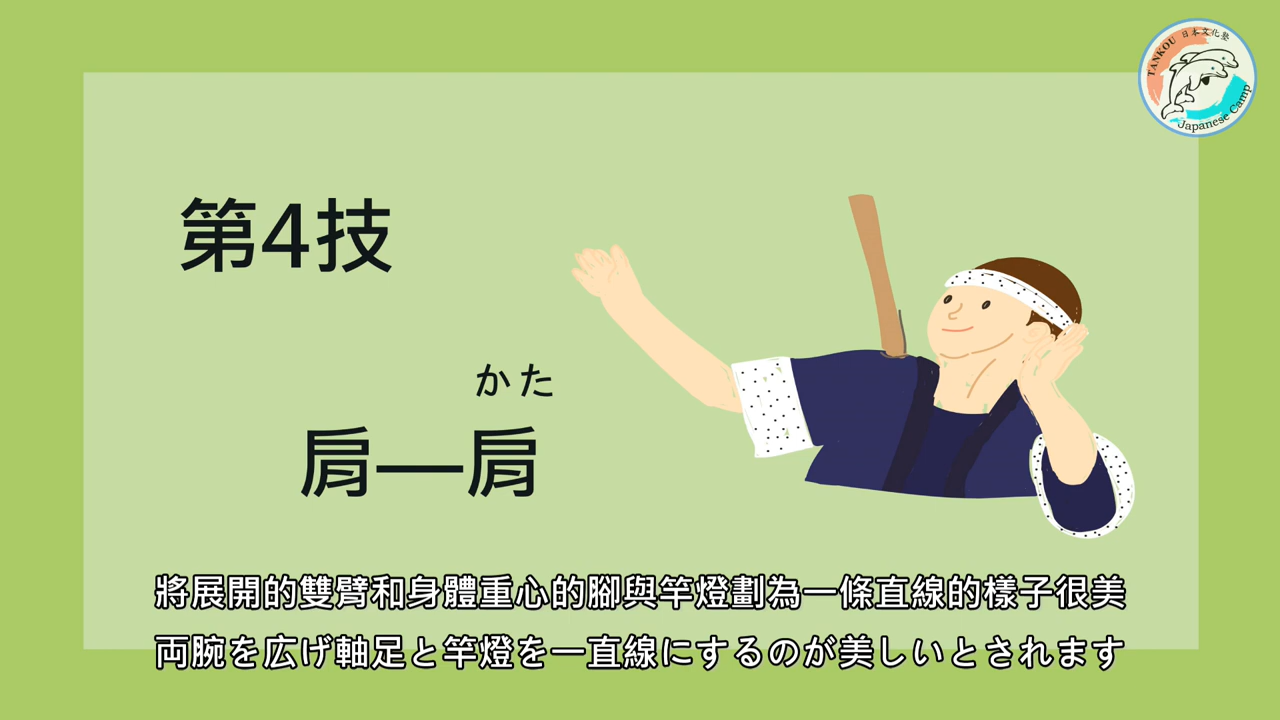 TANKOU 日本文化塾
Japanese Camp
第4技
かた
肩—肩
將展開的雙臂和身體重心的腳與竿燈劃為一條直線的樣子很美
両腕を広げ軸足と竿燈を一直線にするのが美しいとされます